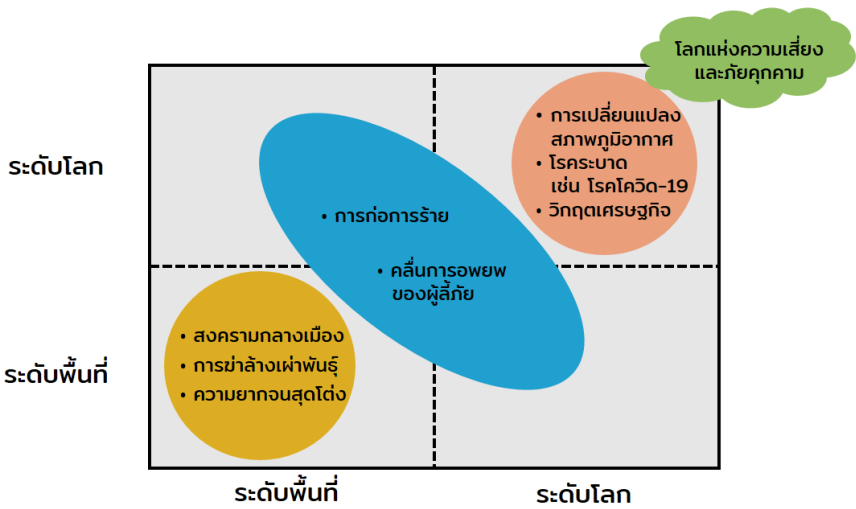 โลกแห่งความเสี่ยง
และภัยคุกคาม
ระดับโลก
• การเปลี่ยนแปลง
สภาพภูมิอากาศ
• โรคระบาด
เช่น โรคโควิด-19
• วิกฤตเศรษฐกิจ
• การก่อการร้าย
• คลื่นการอพยพ
ของผู้ลี้ภัย
ระดับพื้นที่
• สงครามกลางเมือง
• การฆ่าล้างเผ่าพันธุ์
• ความยากจนสุดโต่ง
ระดับพื้นที่
ระดับโลก